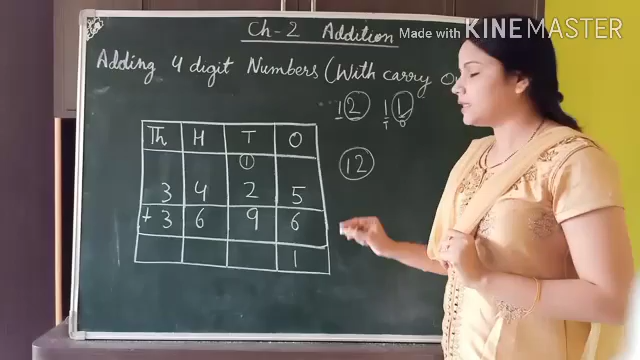 Made with KINEMASTER
Ch-2 Addition
Adding 4 digit Numbers (With carry O
12 11
T O
Th H T O
1
12
3 4 2 5
+ 3 6 9 6
1